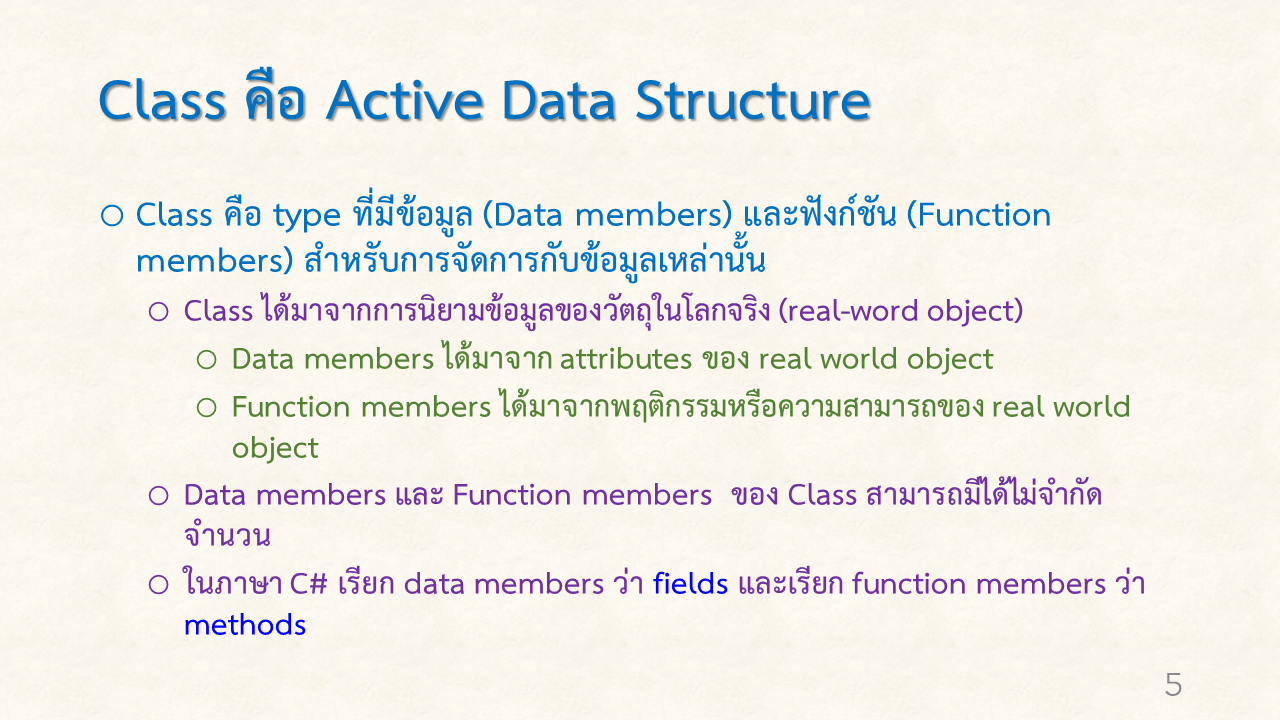 Class คือ Active Data Structure
o Class คือ type ที่มีข้อมูล (Data members) และฟังก์ชัน (Function
members) สำหรับการจัดการกับข้อมูลเหล่านั้น
o Class ได้มาจากการนิยามข้อมูลของวัตถุในโลกจริง (real-word object)
o Data members ได้มาจาก attributes ของ real world object
o Function members ได้มาจากพฤติกรรมหรือความสามารถของ real world
object
o Data members และ Function members ของ Class สามารถมีได้ไม่จำกัด
จำนวน
o ในภาษา C# เรียก data members ว่า fields และเรียก function members ว่า
methods
5